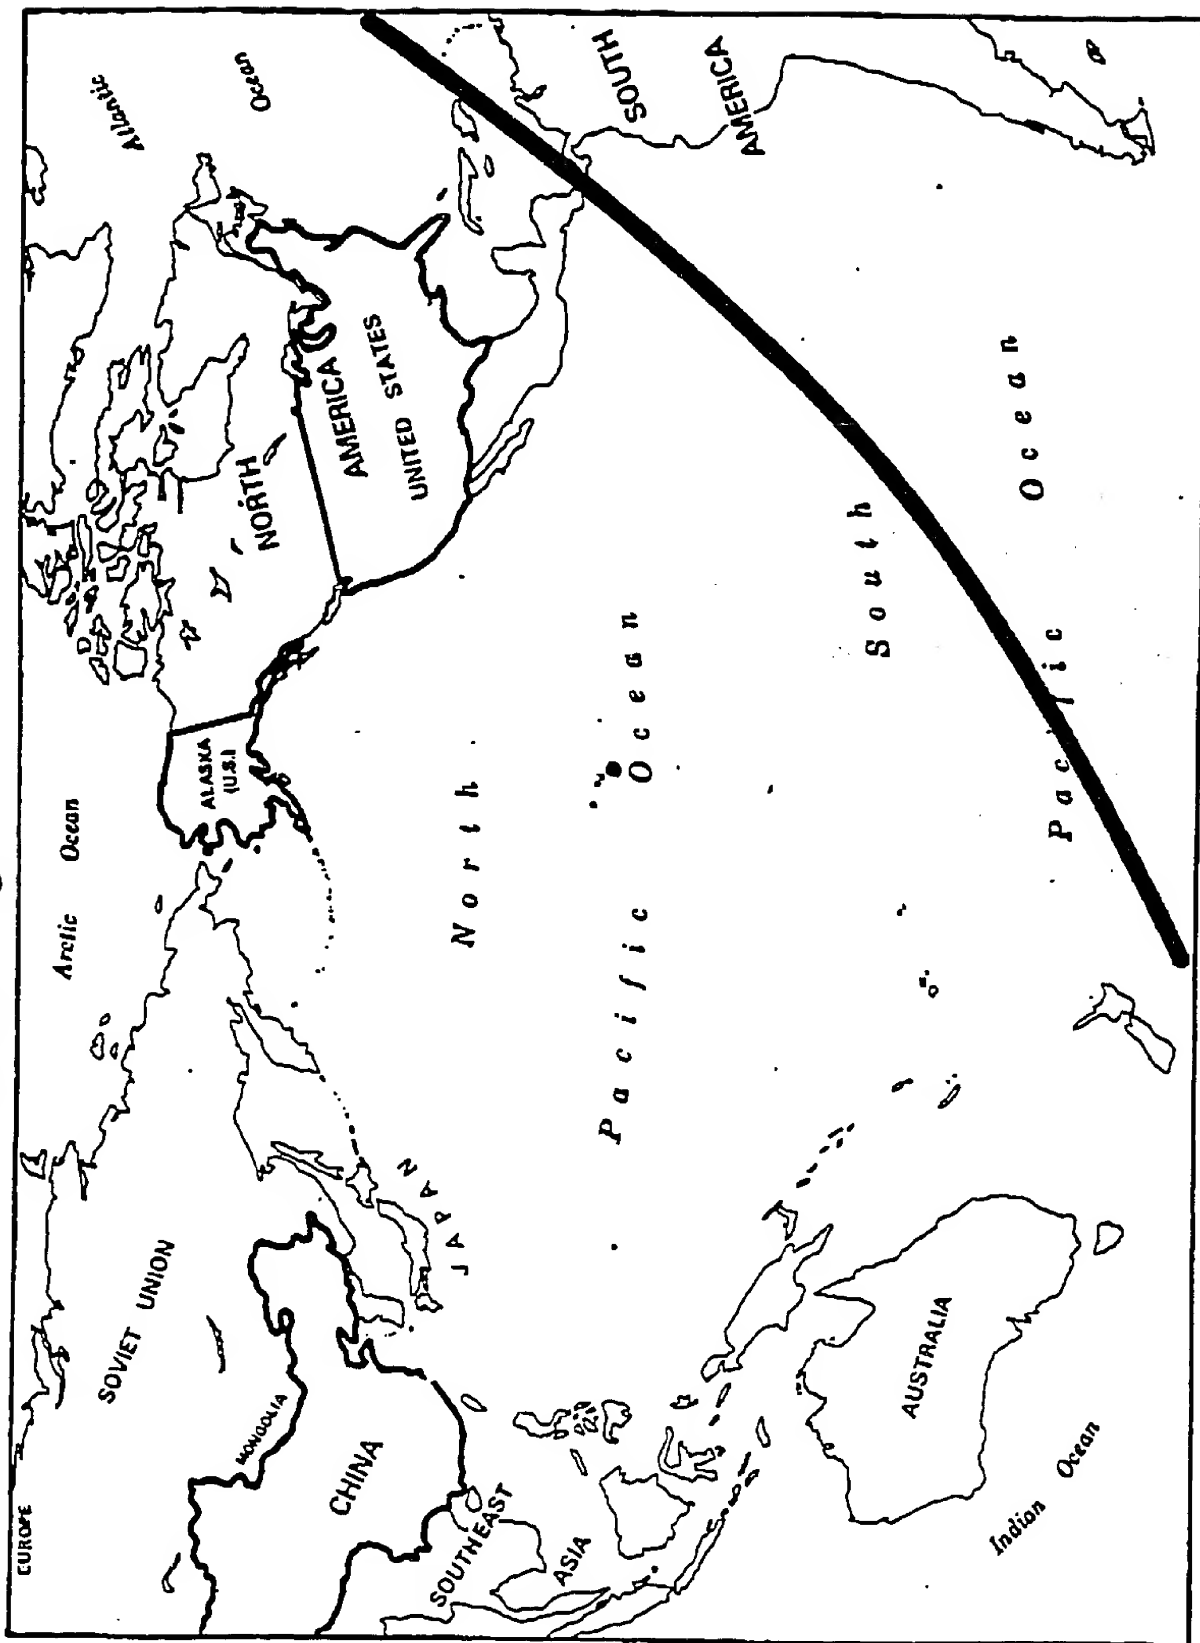 EUROPE
Arctic Ocean
Atlantic
Ocean
SOVIET UNION
ALASKA
(U.S.)
NORTH
AMERICA
UNITED STATES
MONGOLIA
CHINA
JAPAN
North
Pacific Ocean
SOUTHEAST
ASIA
SOUTH
AMERICA
South
Pacific Ocean
AUSTRALIA
Indian Ocean